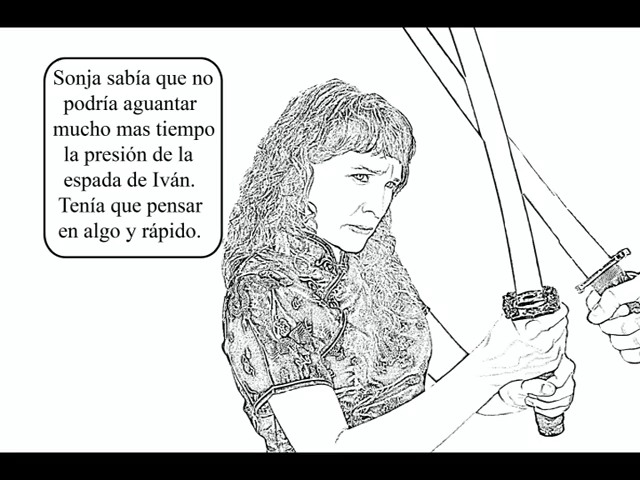 Sonja sabía que no
podría aguantar
mucho mas tiempo
la presión de la
espada de Iván.
Tenía que pensar
en algo y rápido.